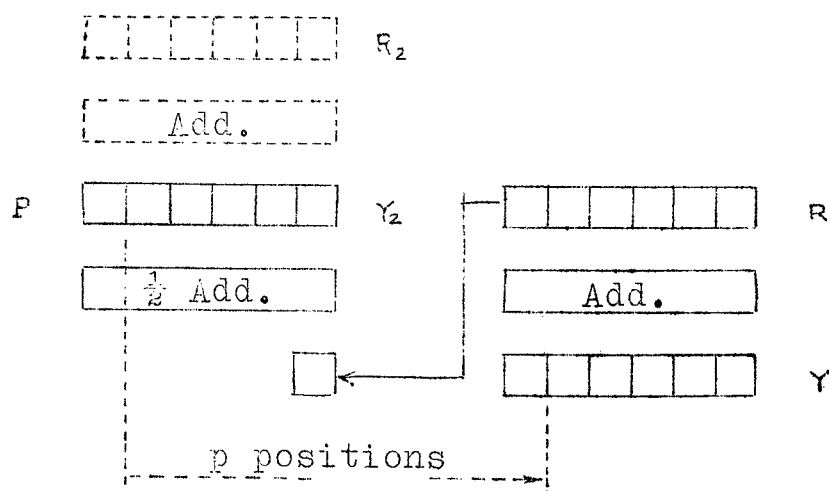 R₂
Add.
P Y₂ R
½ Add. Add.
Y
p positions